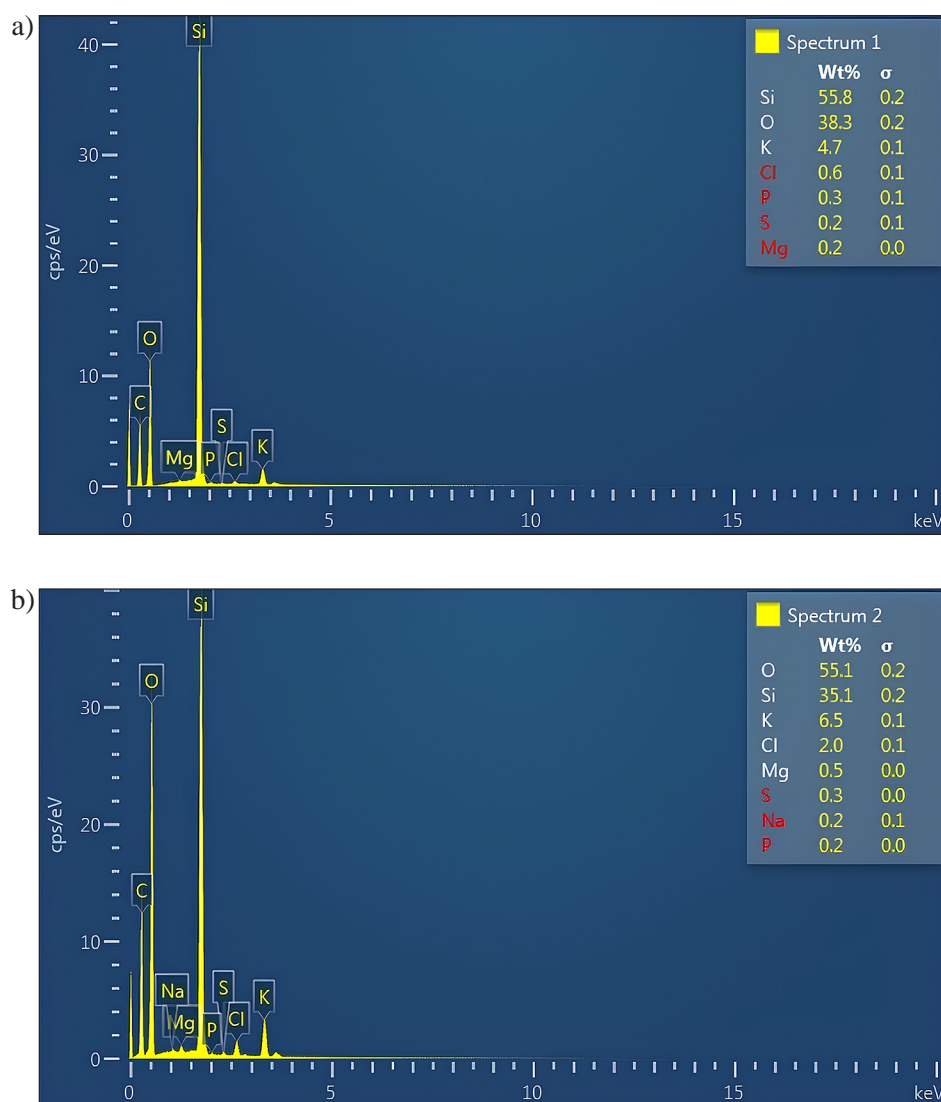 a)
Si
40
30
20
10
0
cps/eV
O
C
Mg
P
S
Cl
K
0 5 10 15 keV
Spectrum 1
Wt% σ
Si 55.8 0.2
O 38.3 0.2
K 4.7 0.1
Cl 0.6 0.1
P 0.3 0.1
S 0.2 0.1
Mg 0.2 0.0
b)
Si
30
20
10
0
cps/eV
O
C
Na
Mg
P
S
Cl
K
0 5 10 15 keV
Spectrum 2
Wt% σ
O 55.1 0.2
Si 35.1 0.2
K 6.5 0.1
Cl 2.0 0.1
Mg 0.5 0.0
S 0.3 0.0
Na 0.2 0.1
P 0.2 0.0